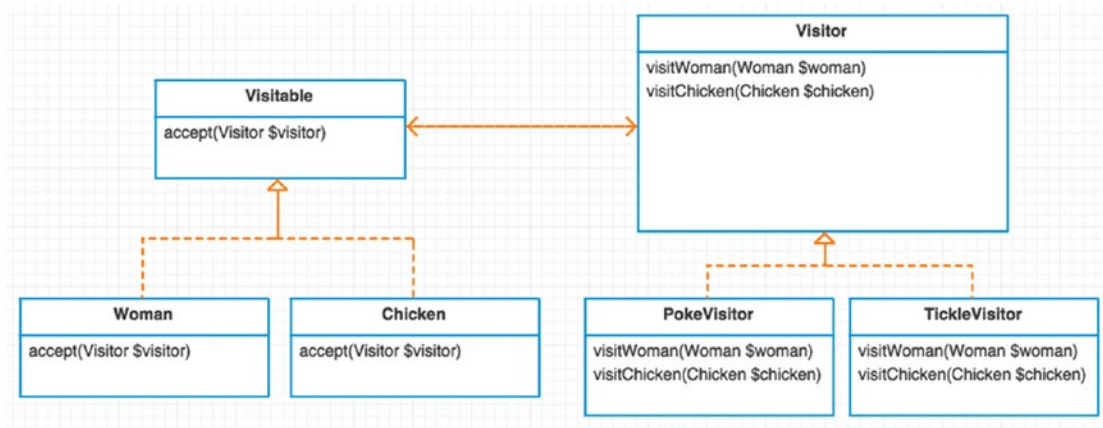 Visitor
visitWoman(Woman $woman)
visitChicken(Chicken $chicken)
Visitable
accept(Visitor $visitor)
Woman
accept(Visitor $visitor)
Chicken
accept(Visitor $visitor)
PokeVisitor
visitWoman(Woman $woman)
visitChicken(Chicken $chicken)
TickleVisitor
visitWoman(Woman $woman)
visitChicken(Chicken $chicken)